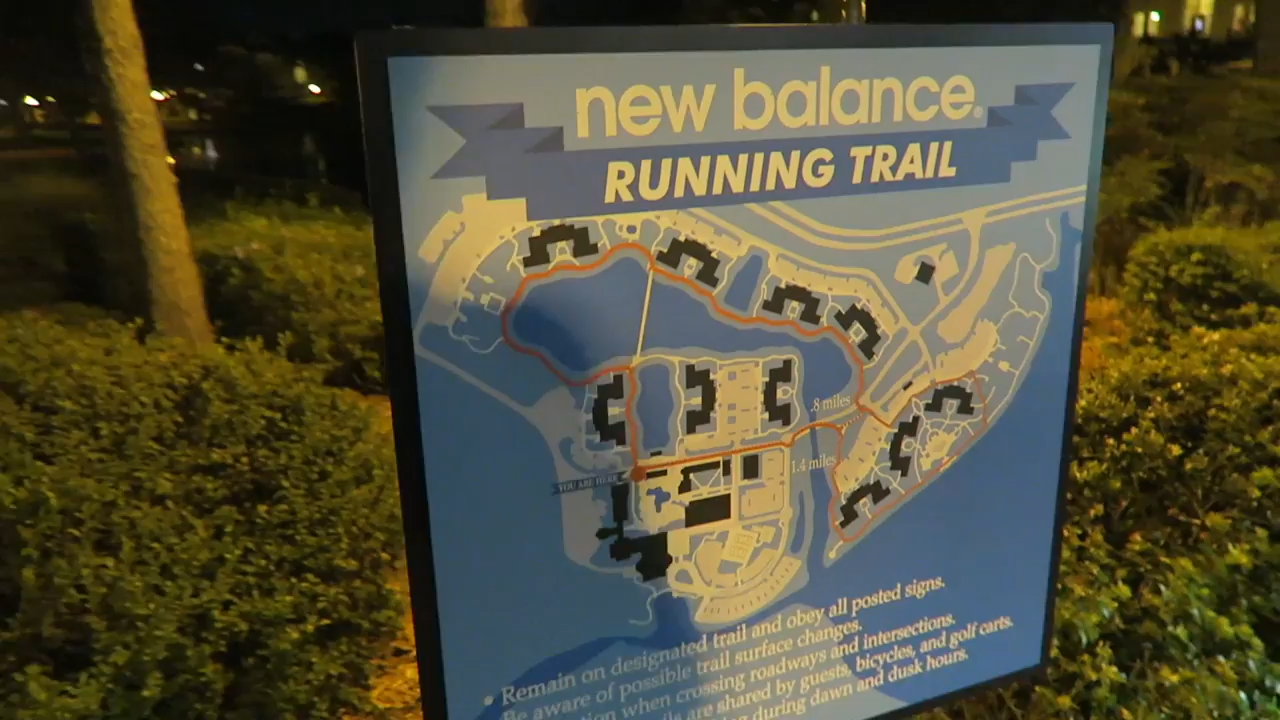 new balance®
RUNNING TRAIL
.8 miles
1.4 miles
YOU ARE HERE
• Remain on designated trail and obey all posted signs.
Be aware of possible trail surface changes.
when crossing roadways and intersections.
are shared by guests, bicycles, and golf carts.
during dawn and dusk hours.